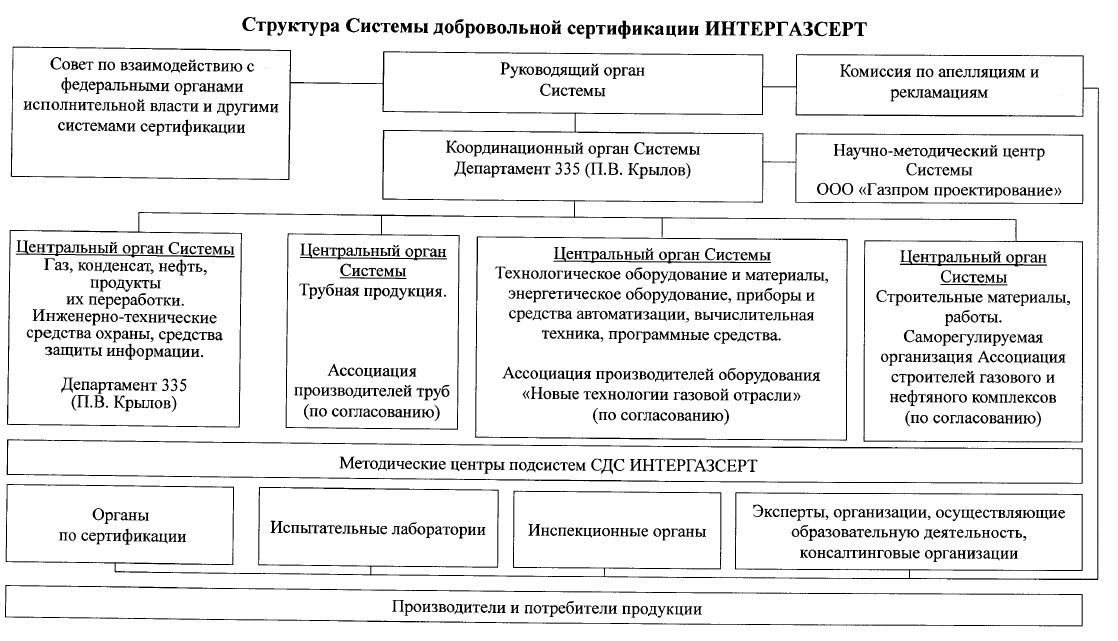 Структура Системы добровольной сертификации ИНТЕРГАЗСЕРТ
Совет по взаимодействию с
федеральными органами
исполнительной власти и другими
системами сертификации
Руководящий орган
Системы
Комиссия по апелляциям и
рекламациям
Координационный орган Системы
Департамент 335 (П.В. Крылов)
Научно-методический центр
Системы
ООО «Газпром проектирование»
Центральный орган Системы
Газ, конденсат, нефть,
продукты
их переработки.
Инженерно-технические
средства охраны, средства
защиты информации.
Департамент 335
(П.В. Крылов)
Центральный орган
Системы
Трубная продукция.
Ассоциация
производителей труб
(по согласованию)
Центральный орган Системы
Технологическое оборудование и материалы,
энергетическое оборудование, приборы и
средства автоматизации, вычислительная
техника, программные средства.
Ассоциация производителей оборудования
«Новые технологии газовой отрасли»
(по согласованию)
Центральный орган
Системы
Строительные материалы,
работы.
Саморегулируемая
организация Ассоциация
строителей газового и
нефтяного комплексов
(по согласованию)
Методические центры подсистем СДС ИНТЕРГАЗСЕРТ
Органы
по сертификации
Испытательные лаборатории
Инспекционные органы
Эксперты, организации, осуществляющие
образовательную деятельность,
консалтинговые организации
Производители и потребители продукции